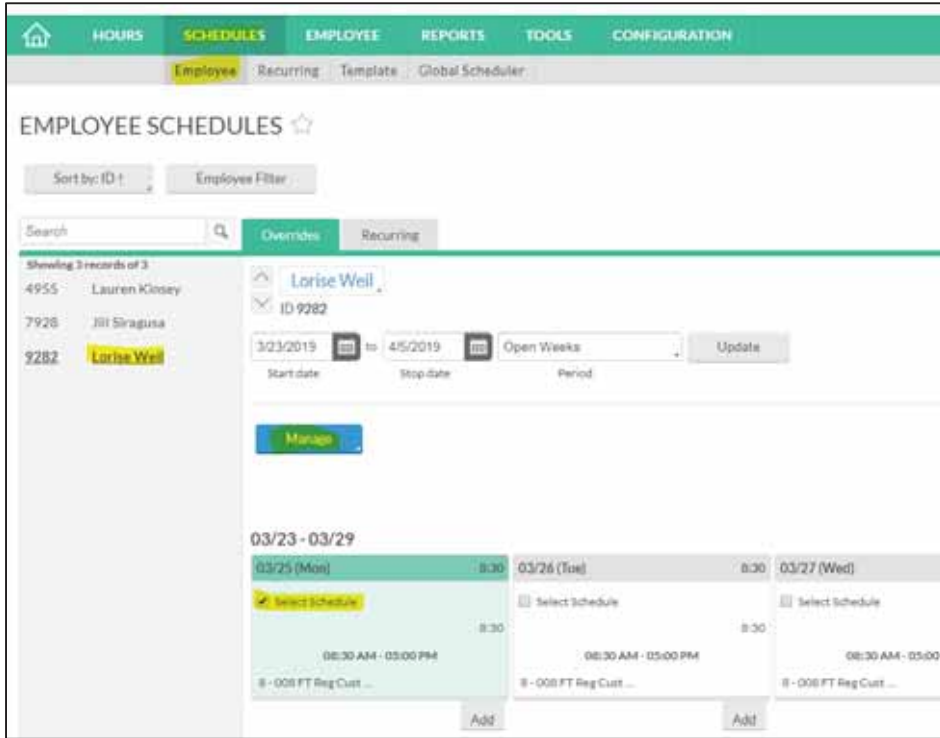 HOURS SCHEDULES EMPLOYEE REPORTS TOOLS CONFIGURATION
Employee Recurring Template Global Scheduler
EMPLOYEE SCHEDULES
Sort by: ID ↑ Employee Filter
Search Overrides Recurring
Showing 3 records of 3
4955 Lauren Kinsey
7928 Jill Siragusa
9282 Lorise Weil
Lorise Weil
ID 9282
3/23/2019 to 4/5/2019 Open Weeks Update
Start date Stop date Period
Manage
03/23 - 03/29
03/25 (Mon) 8:30 03/26 (Tue) 8:30 03/27 (Wed)
Select Schedule Select Schedule Select Schedule
8:30 8:30
08:30 AM - 05:00 PM 08:30 AM - 05:00 PM 08:30 AM - 05:00
8 - 008 FT Reg Cust ... 8 - 008 FT Reg Cust ... 8 - 008 FT Reg Cust ...
Add Add